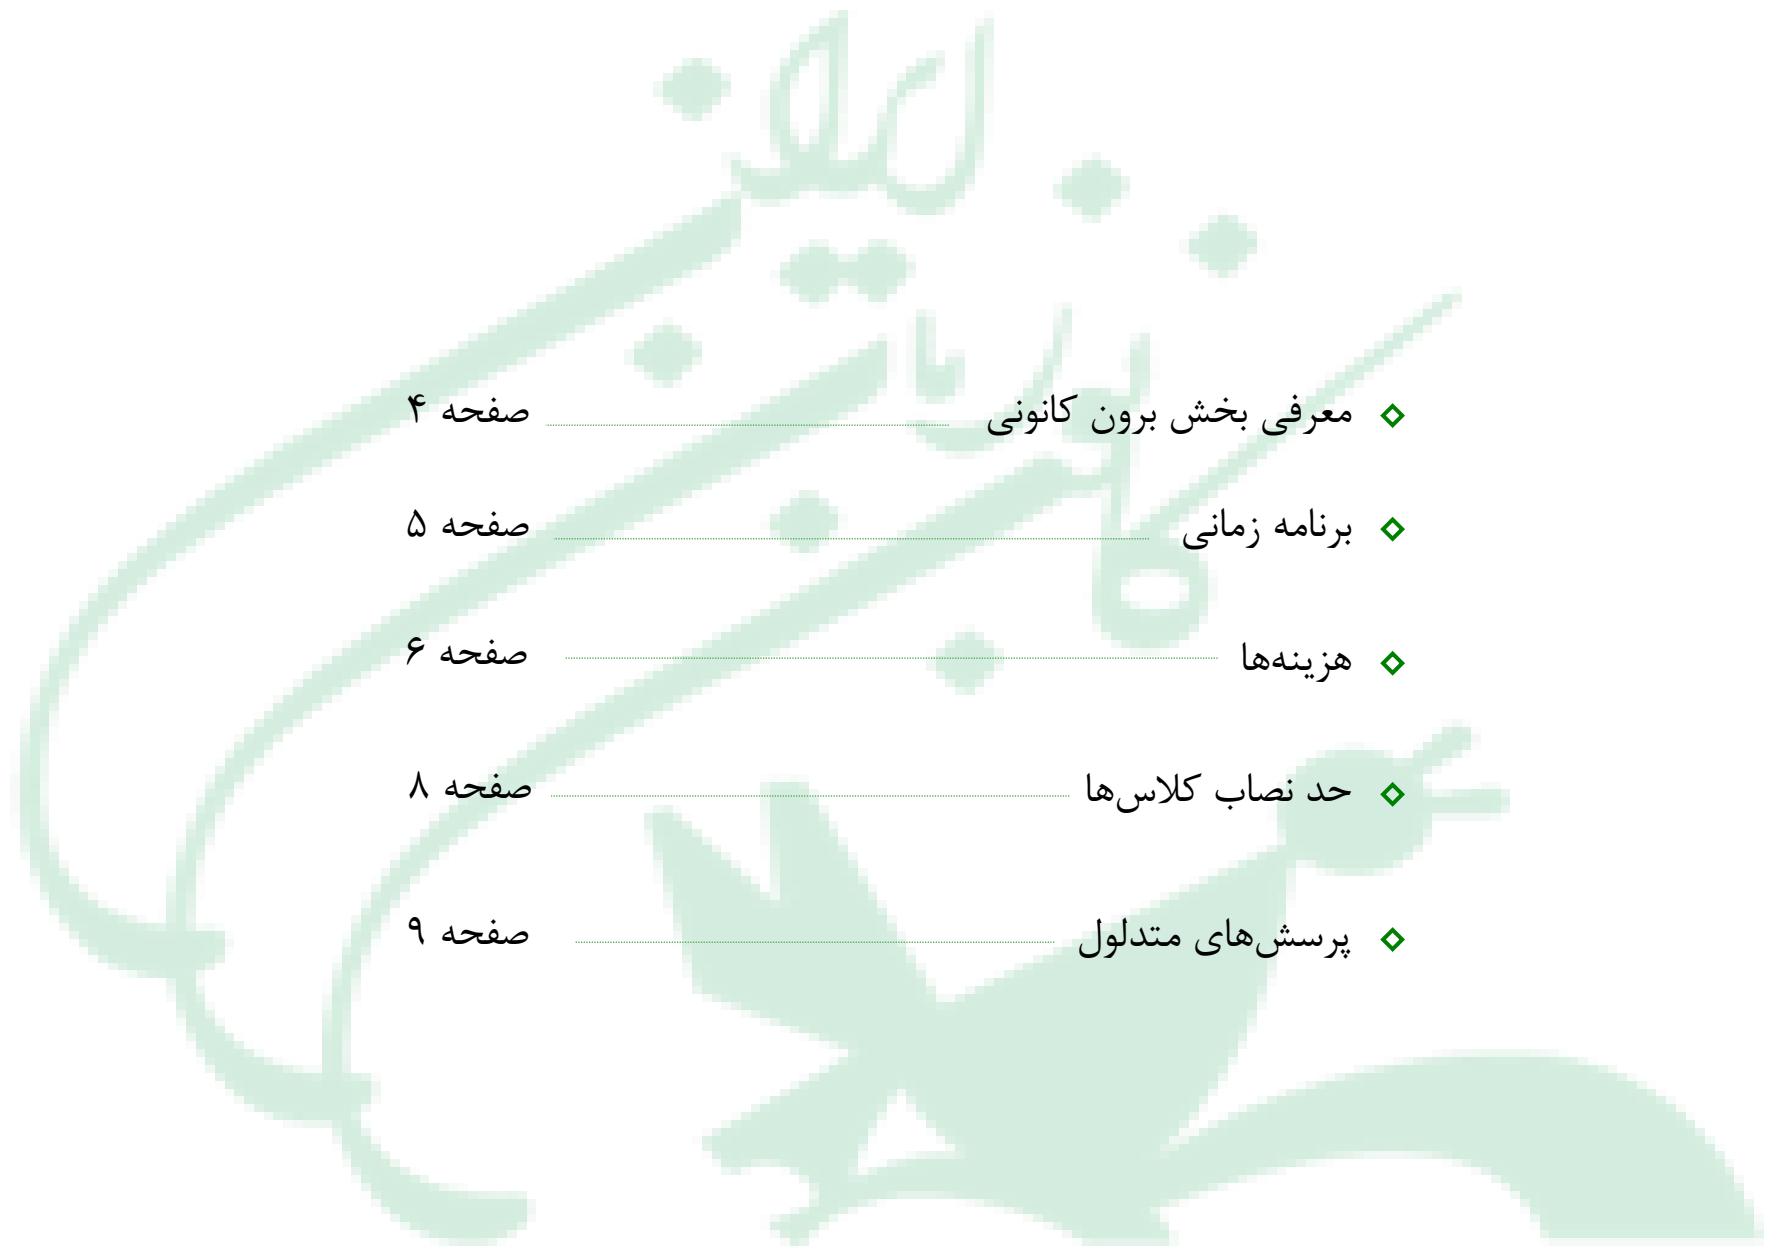 معرفی بخش برون کانونی صفحه ۴
برنامه زمانی صفحه ۵
هزینه‌ها صفحه ۶
حد نصاب کلاس‌ها صفحه ۸
پرسش‌های متدلول صفحه ۹